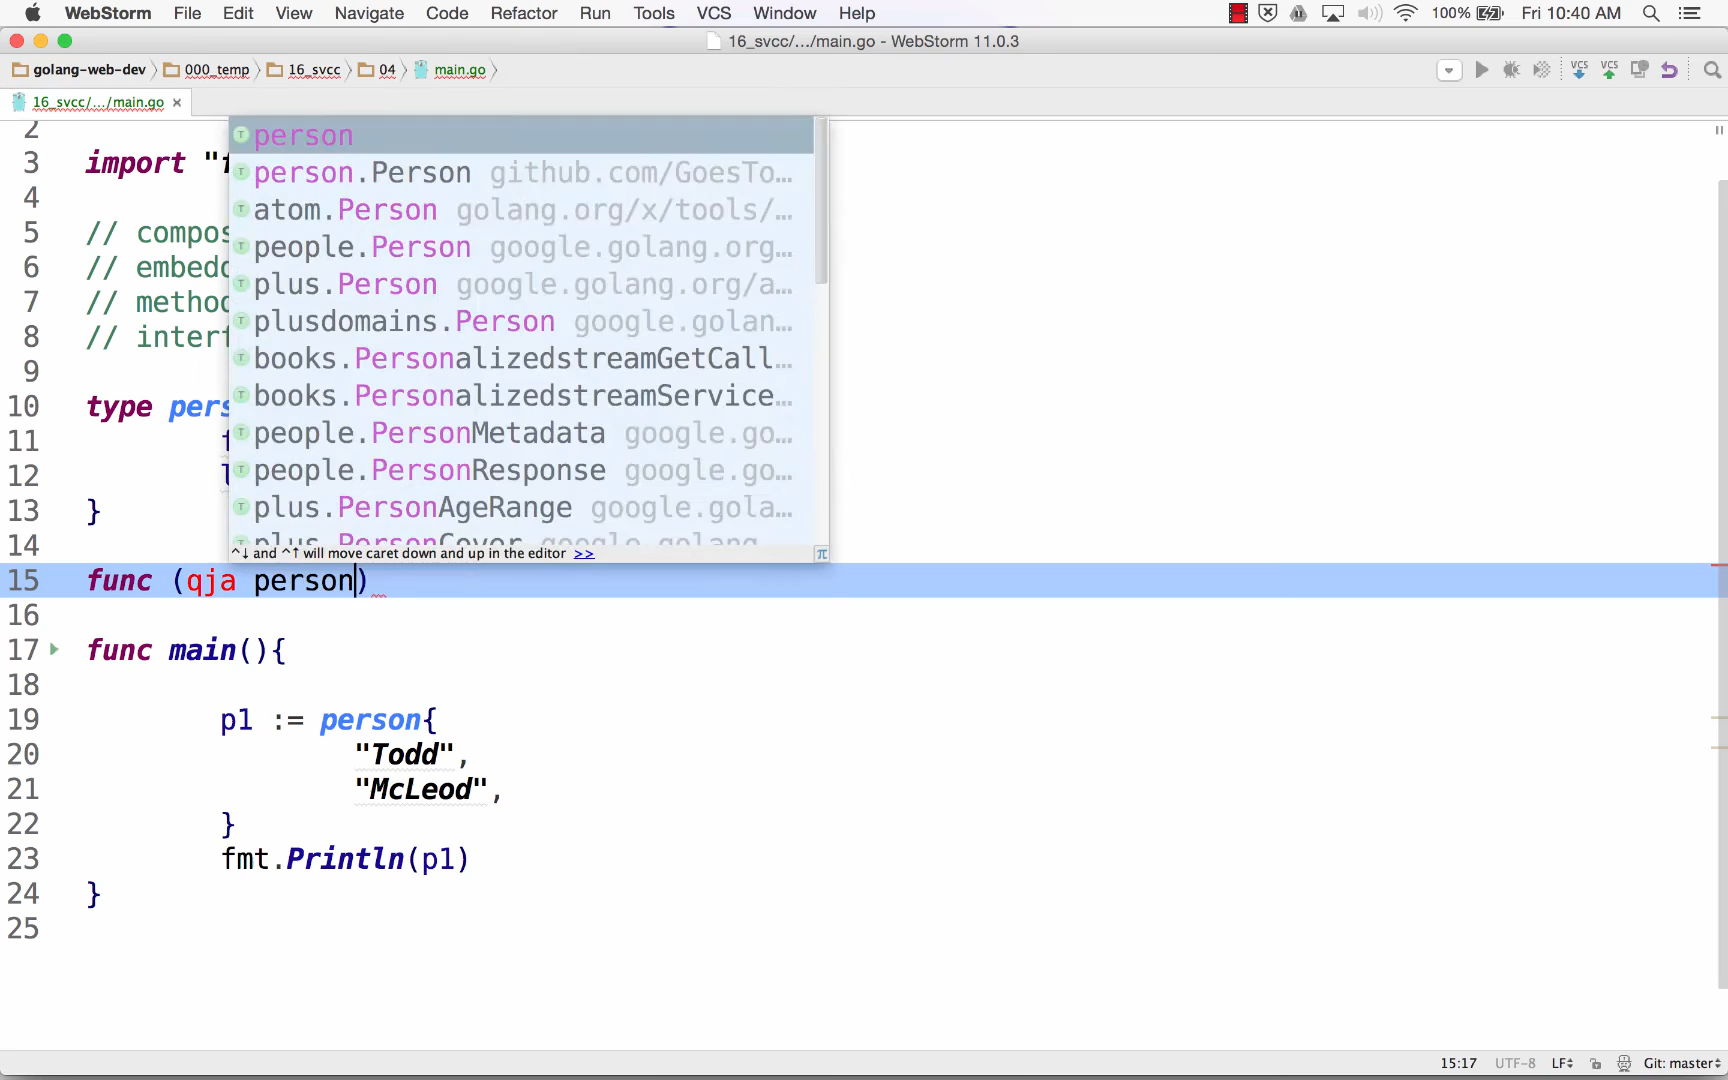 WebStorm File Edit View Navigate Code Refactor Run Tools VCS Window Help 100% Fri 10:40 AM
16_svcc/.../main.go - WebStorm 11.0.3
golang-web-dev 000_temp 16_svcc 04 main.go VCS VCS
16_svcc/.../main.go
2
3 import "f
4
5 // compos
6 // embedd
7 // method
8 // interf
9
10 type pers
11
12
13 }
14
person
person.Person github.com/GoesTo...
atom.Person golang.org/x/tools/...
people.Person google.golang.org...
plus.Person google.golang.org/a...
plusdomains.Person google.golan...
books.PersonalizedstreamGetCall...
books.PersonalizedstreamService...
people.PersonMetadata google.go...
people.PersonResponse google.go...
plus.PersonAgeRange google.gola...
plus.PersonCover google.golang
^↓ and ^↑ will move caret down and up in the editor >>
15 func (qja person)
16
17 func main(){
18
19 p1 := person{
20 "Todd",
21 "McLeod",
22 }
23 fmt.Println(p1)
24 }
25
15:17 UTF-8 LF Git: master